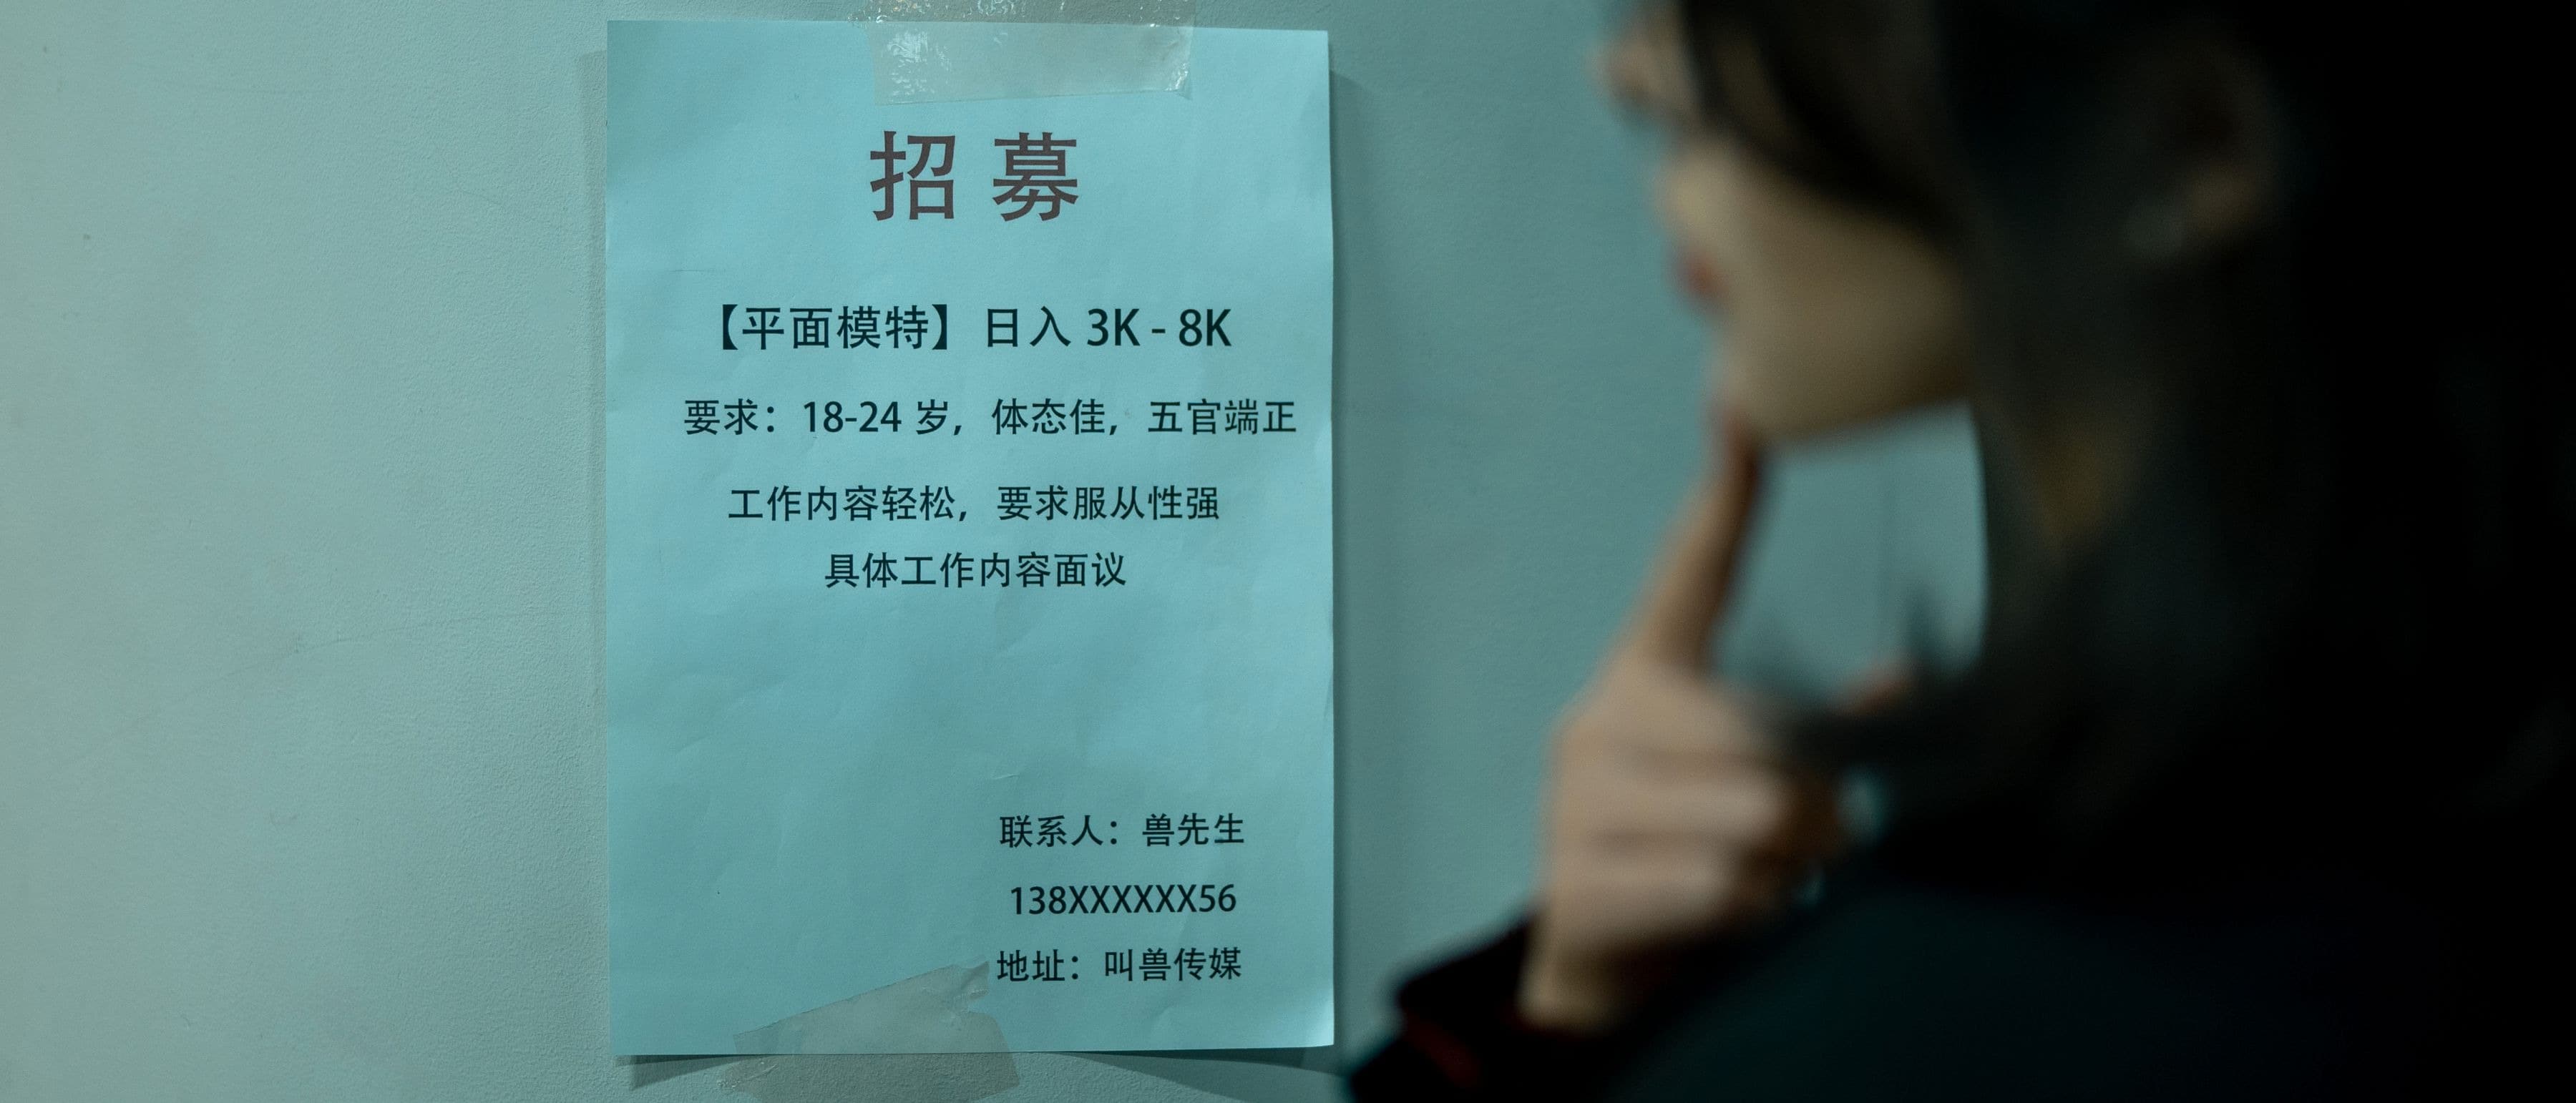 招募
【平面模特】日入 3K - 8K
要求：18-24 岁，体态佳，五官端正
工作内容轻松，要求服从性强
具体工作内容面议
联系人：兽先生
138XXXXXX56
地址：叫兽传媒